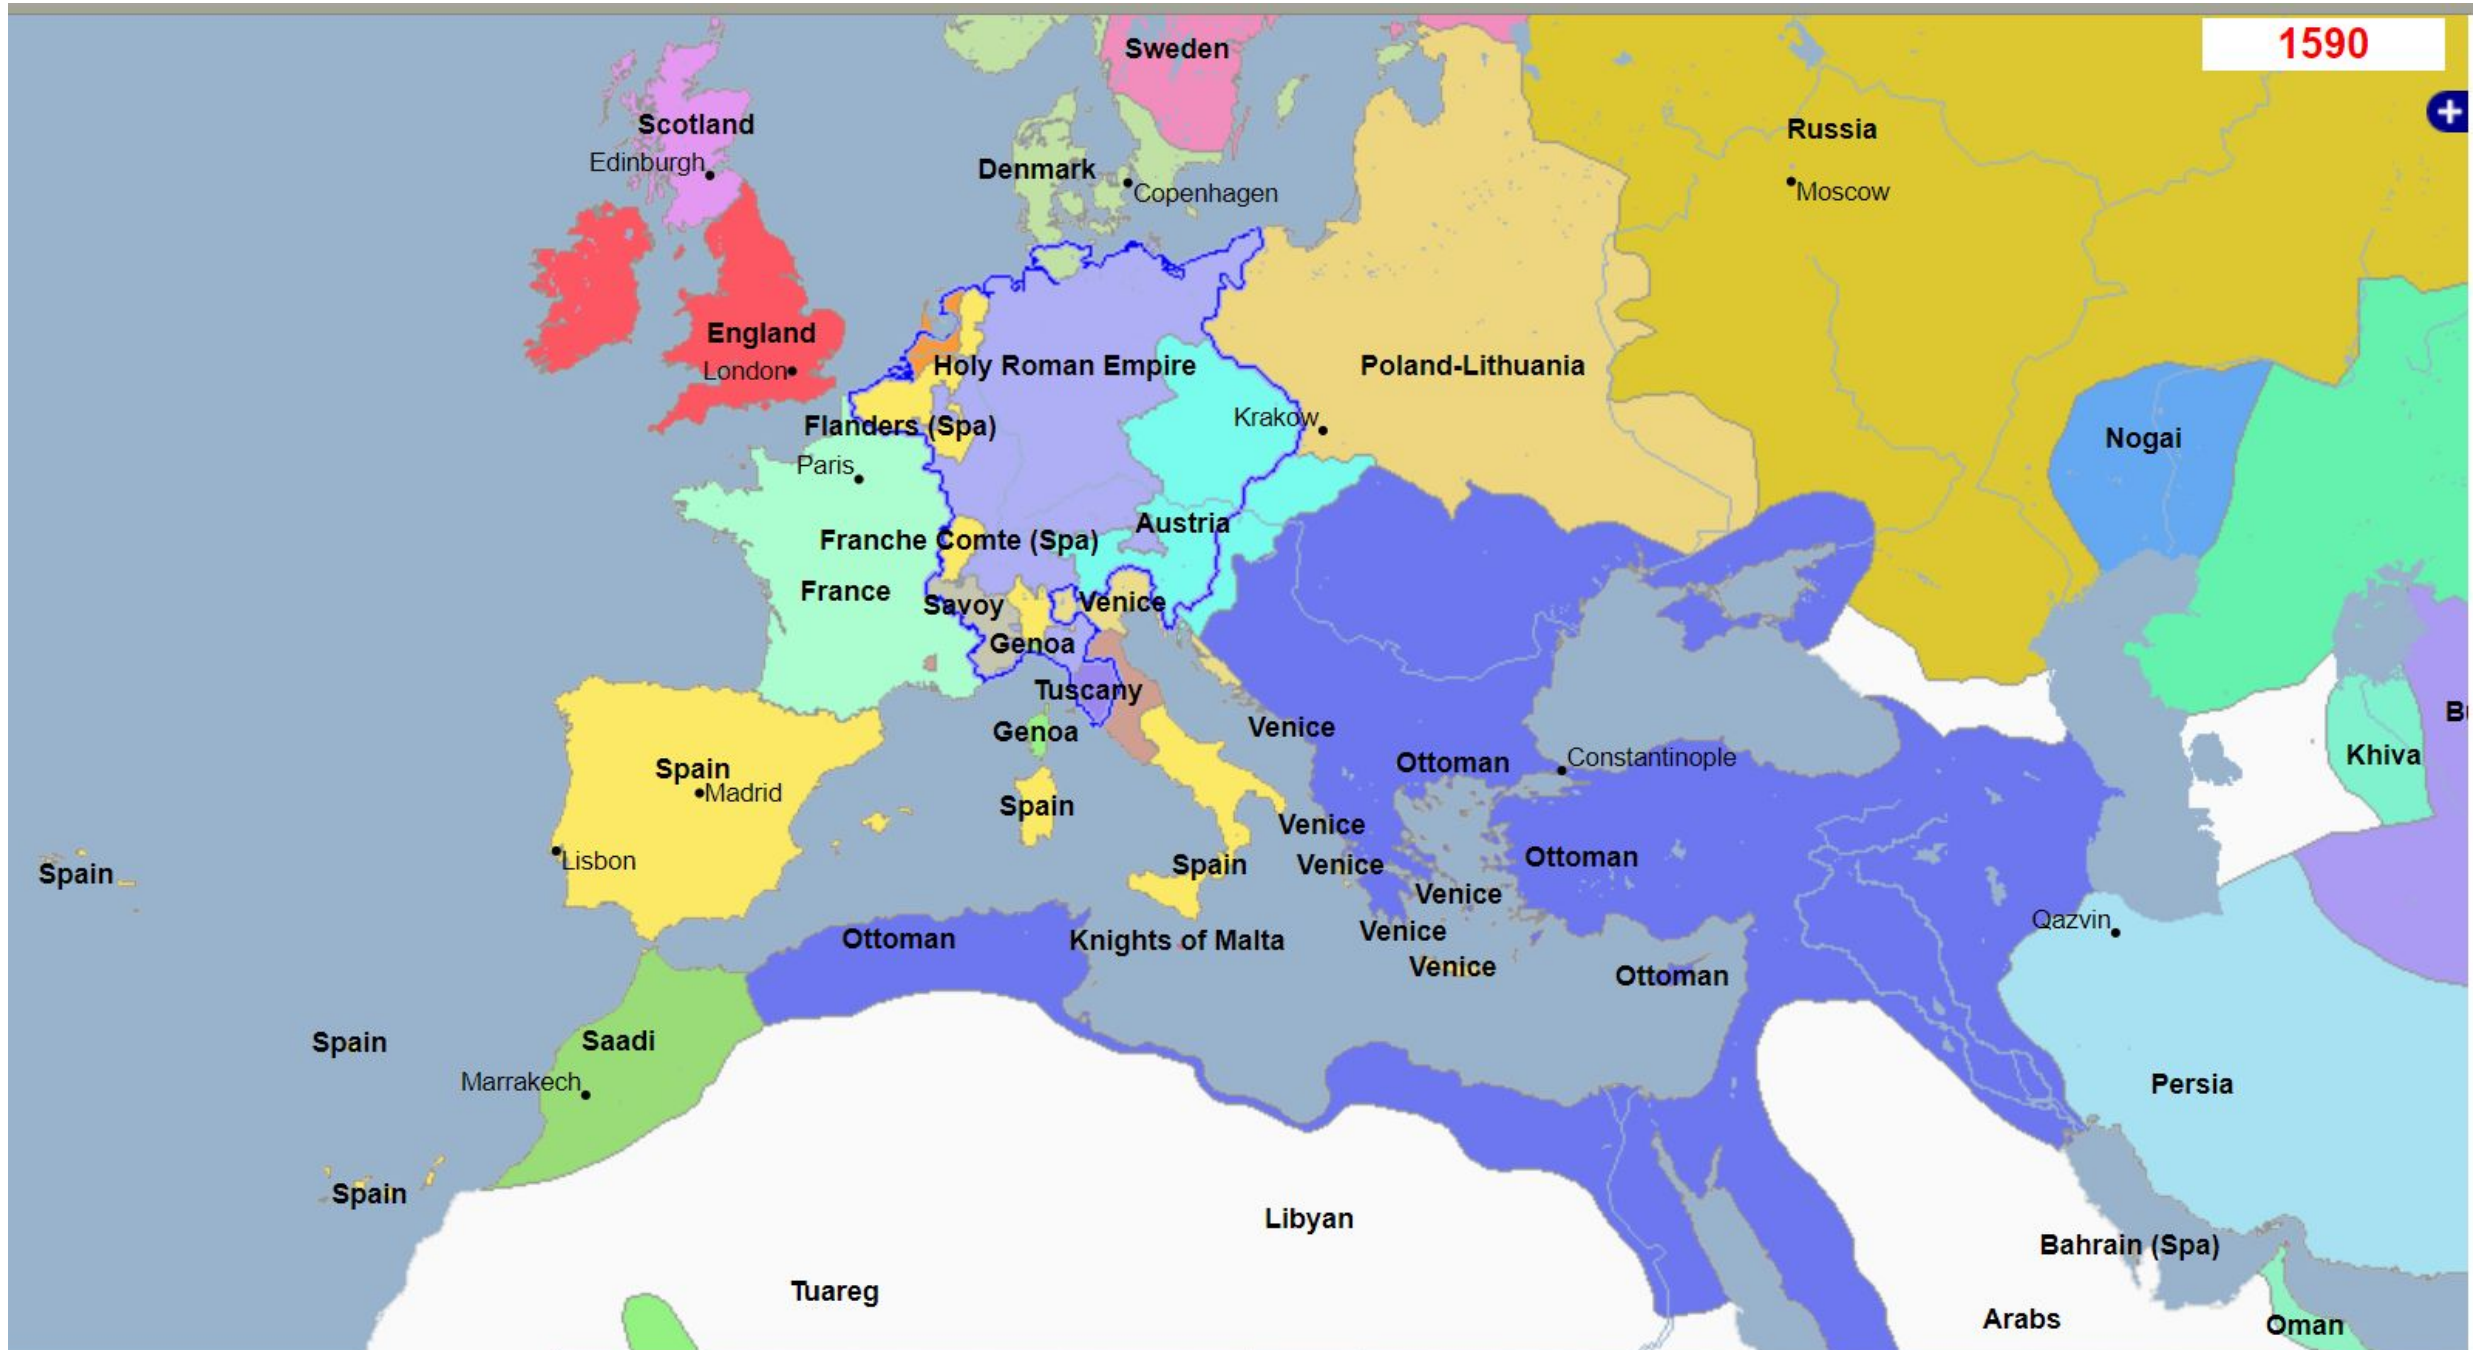 1590
Sweden
Scotland
Edinburgh
Denmark
Copenhagen
Russia
Moscow
England
London
Holy Roman Empire
Poland-Lithuania
Flanders (Spa)
Krakow
Nogai
Paris
Austria
Franche Comte (Spa)
France
Savoy
Venice
Genoa
Tuscany
Genoa
Venice
Khiva
Spain
Madrid
Ottoman
Constantinople
Spain
Venice
Lisbon
Spain
Spain
Venice
Ottoman
Venice
Qazvin
Ottoman
Knights of Malta
Venice
Venice
Ottoman
Spain
Saadi
Marrakech
Persia
Spain
Libyan
Bahrain (Spa)
Tuareg
Arabs
Oman